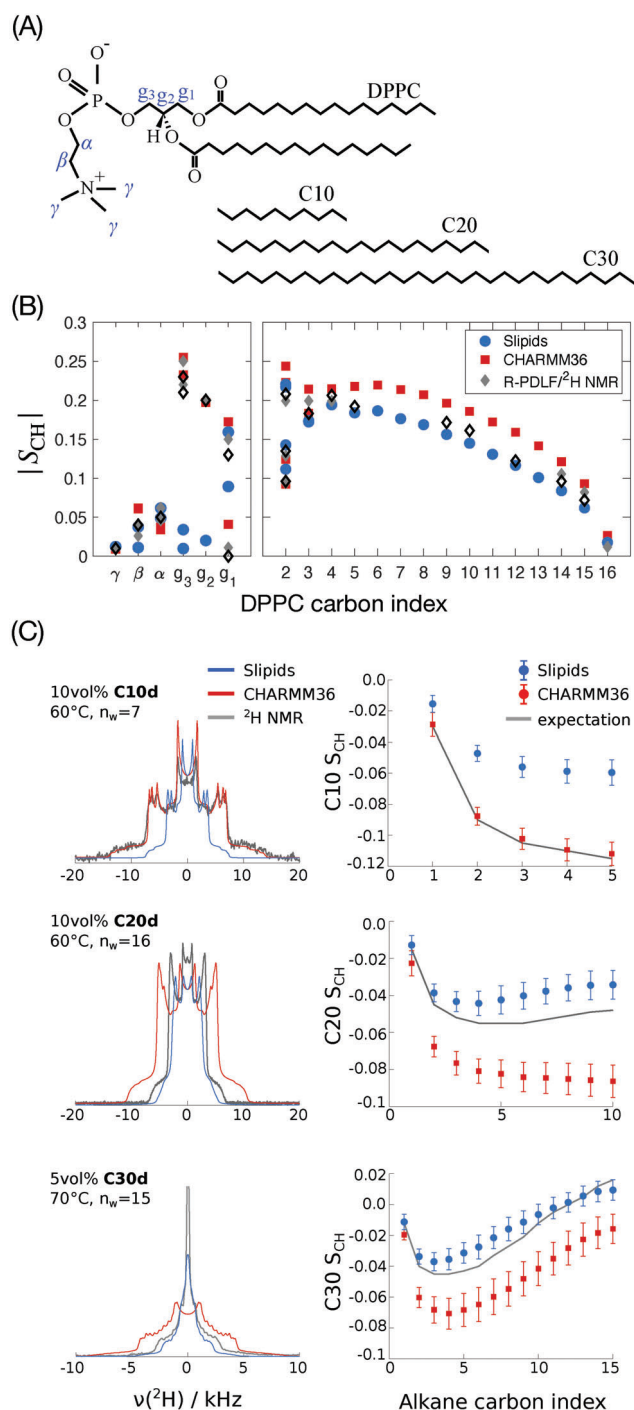 (A)
O⁻
O
P
O
O
g₃ g₂ g₁
O
O
DPPC
H
O
O
α
β
N⁺
γ
γ
γ
C10
C20
C30
(B)
0.3
0.25
0.2
0.15
0.1
0.05
0
|S_CH|
Slipids
CHARMM36
R-PDLF/²H NMR
γ β α g₃ g₂ g₁
2 3 4 5 6 7 8 9 10 11 12 13 14 15 16
DPPC carbon index
(C)
10vol% C10d
60°C, n_w=7
Slipids
CHARMM36
²H NMR
-20 -10 0 10 20
C10 S_CH
0.0
-0.02
-0.04
-0.06
-0.08
-0.1
-0.12
Slipids
CHARMM36
expectation
0 1 2 3 4 5
10vol% C20d
60°C, n_w=16
-20 -10 0 10 20
C20 S_CH
0.0
-0.02
-0.04
-0.06
-0.08
-0.1
0 5 10
5vol% C30d
70°C, n_w=15
-10 -5 0 5 10
ν(²H) / kHz
C30 S_CH
0.02
0.0
-0.02
-0.04
-0.06
-0.08
-0.1
0 5 10 15
Alkane carbon index